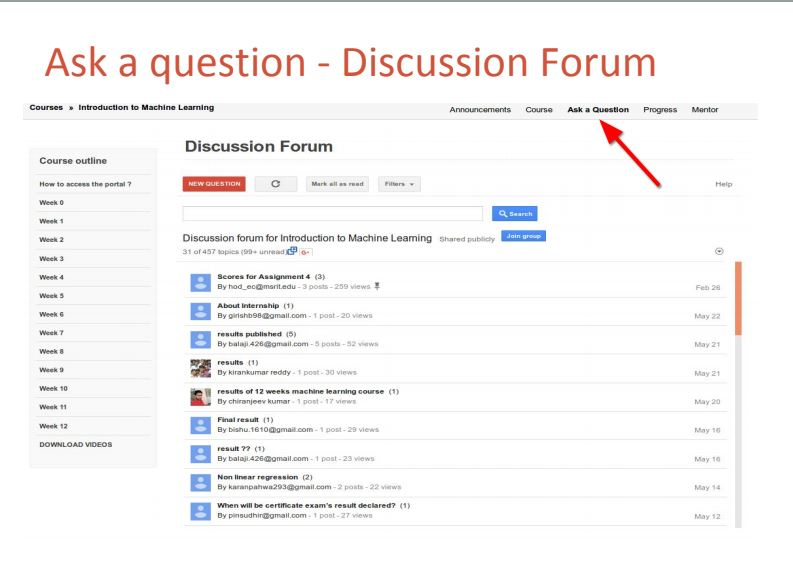 Ask a question - Discussion Forum
Courses » Introduction to Machine Learning
Announcements Course Ask a Question Progress Mentor
Course outline
How to access the portal ?
Week 0
Week 1
Week 2
Week 3
Week 4
Week 5
Week 6
Week 7
Week 8
Week 9
Week 10
Week 11
Week 12
DOWNLOAD VIDEOS
Discussion Forum
NEW QUESTION Mark all as read Filters Help
Search
Discussion forum for Introduction to Machine Learning Shared publicly Join group
31 of 457 topics (99+ unread) G+
Scores for Assignment 4 (3)
By hod_ec@msrit.edu - 3 posts - 259 views Feb 26
About Internship (1)
By girishb98@gmail.com - 1 post - 20 views May 22
results published (5)
By balaji.426@gmail.com - 5 posts - 52 views May 21
results (1)
By kirankumar reddy - 1 post - 30 views May 21
results of 12 weeks machine learning course (1)
By chiranjeev kumar - 1 post - 17 views May 20
Final result (1)
By bishu.1610@gmail.com - 1 post - 29 views May 16
result ?? (1)
By balaji.426@gmail.com - 1 post - 23 views May 16
Non linear regression (2)
By karanpahwa293@gmail.com - 2 posts - 22 views May 14
When will be certificate exam's result declared? (1)
By pinsudhir@gmail.com - 1 post - 27 views May 12